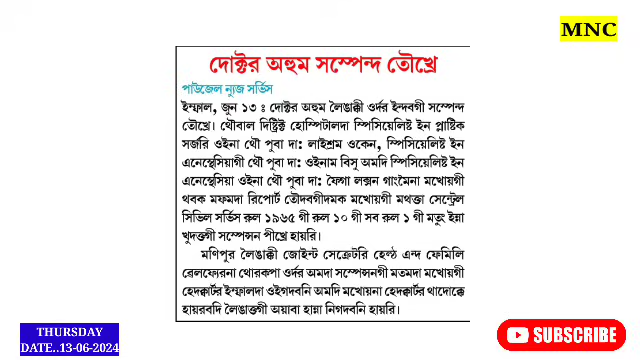 MNC
দোক্টর অহুম সস্পেন্দ তৌখ্রে
পাউজেল ন্যুজ সর্ভিস
ইম্ফাল, জুন ১৩ ঃ দোক্টর অহুম লৈঙাক্কী ওর্দর ইন্দবগী সস্পেন্দ
তৌখ্রে। থৌবাল দিস্ট্রিক্ট হোস্পিটালদা স্পিসিয়েলিষ্ট ইন প্লাষ্টিক
সর্জরি ওইনা থৌ পুবা দা: লাইশ্রম ওকেন, স্পিসিয়েলিষ্ট ইন
এনেস্থেসিয়াগী থৌ পুবা দা: ওইনাম বিসু অমদি স্পিসিয়েলিষ্ট ইন
এনেস্থেসিয়া ওইনা থৌ পুবা দা: ফৈগা লক্সন গাংমৈনা মখোয়গী
থবক মফমদা রিপোর্ট তৌদবগীদমক মখোয়গী মথক্তা সেন্ট্রেল
সিভিল সর্ভিস রুল ১৯৬৫ গী রুল ১০ গী সব রুল ১ গী মতুং ইন্না
খুদক্তগী সস্পেন্সন পীখ্রে হায়রি।
মণিপুর লৈঙাক্কী জোইন্ট সেক্রেটরি হেল্থ এন্দ ফেমিলি
ৱেলফেরনা থোরকপা ওর্দর অমদা সস্পেন্সনগী মতমদা মখোয়গী
হেদক্বার্টর ইম্ফালদা ওইগদবনি অমদি মখোয়না হেদক্বার্টর থাদোক্কে
হায়রবদি লৈঙাক্তগী অয়াবা হান্না নিগদবনি হায়রি।
THURSDAY
DATE..13-06-2024
SUBSCRIBE